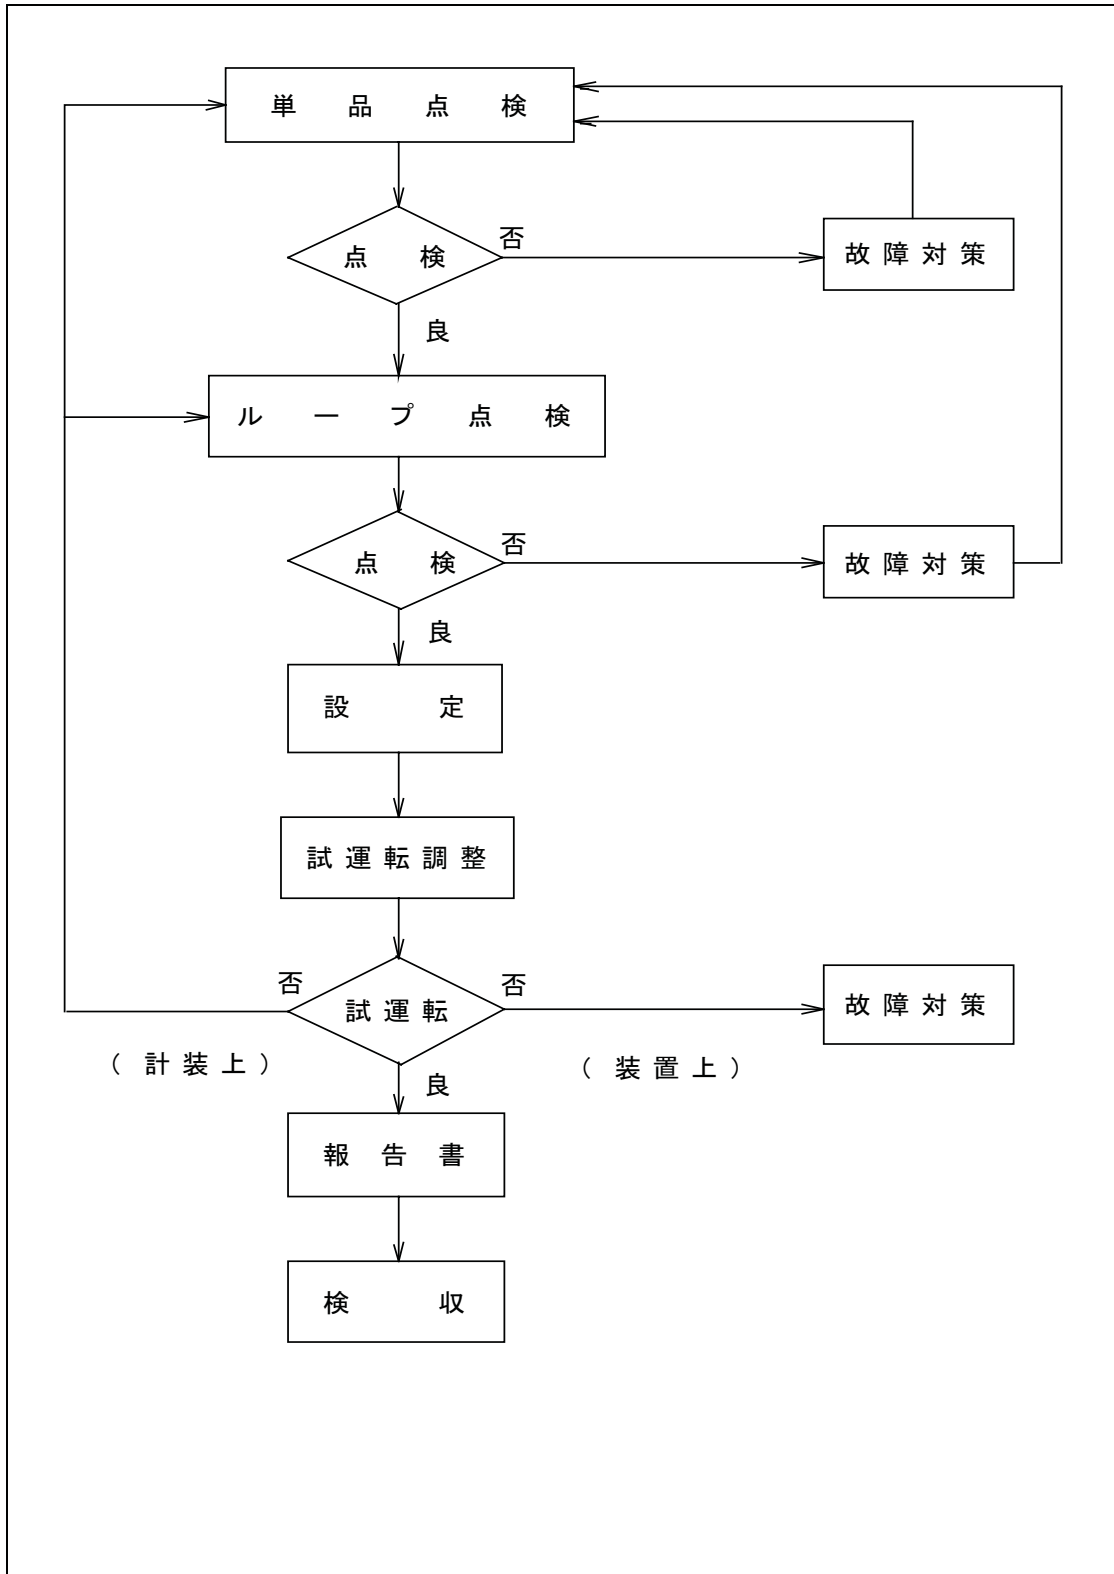 単品点検
点検
否
故障対策
良
ループ点検
点検
否
故障対策
良
設定
試運転調整
否
試運転
否
故障対策
（計装上）
（装置上）
良
報告書
検収